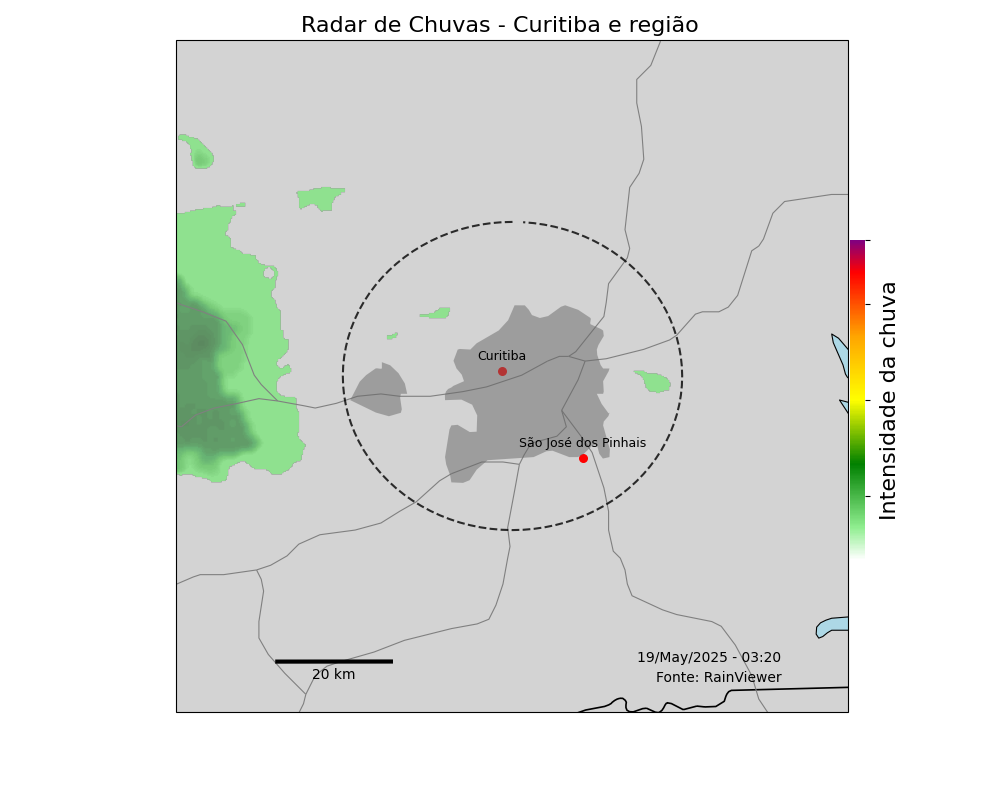 Radar de Chuvas - Curitiba e região
Curitiba
São José dos Pinhais
Intensidade da chuva
19/May/2025 - 03:20
Fonte: RainViewer
20 km